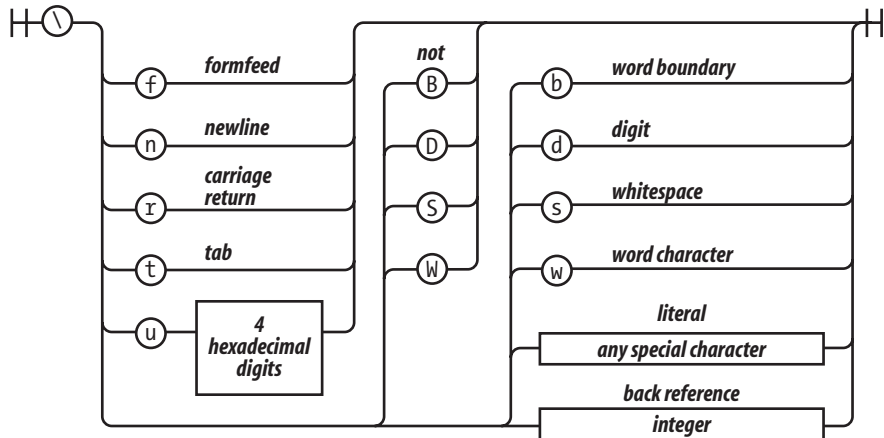 \
not
f formfeed B b word boundary
n newline D d digit
r carriage
return S s whitespace
t tab W w word character
u 4
hexadecimal
digits
literal
any special character
back reference
integer